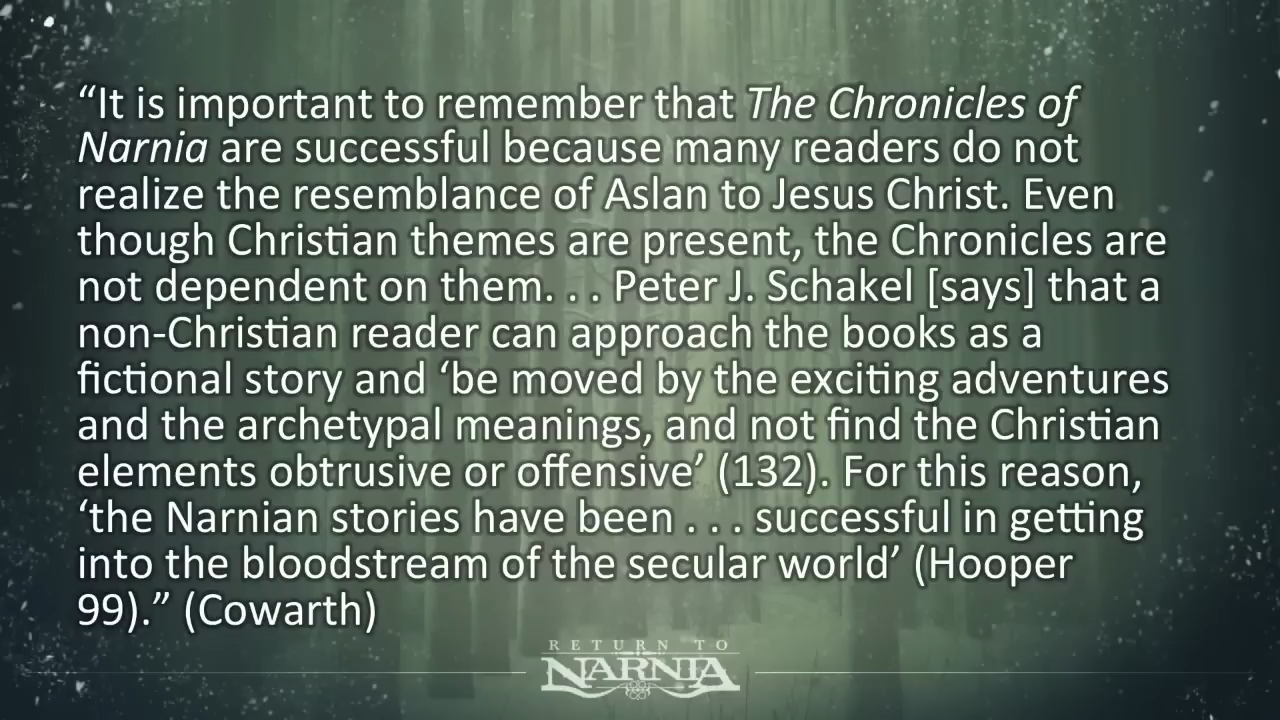 “It is important to remember that The Chronicles of
Narnia are successful because many readers do not
realize the resemblance of Aslan to Jesus Christ. Even
though Christian themes are present, the Chronicles are
not dependent on them. . . Peter J. Schakel [says] that a
non-Christian reader can approach the books as a
fictional story and ‘be moved by the exciting adventures
and the archetypal meanings, and not find the Christian
elements obtrusive or offensive’ (132). For this reason,
‘the Narnian stories have been . . . successful in getting
into the bloodstream of the secular world’ (Hooper
99).” (Cowarth)
RETURN TO
NARNIA